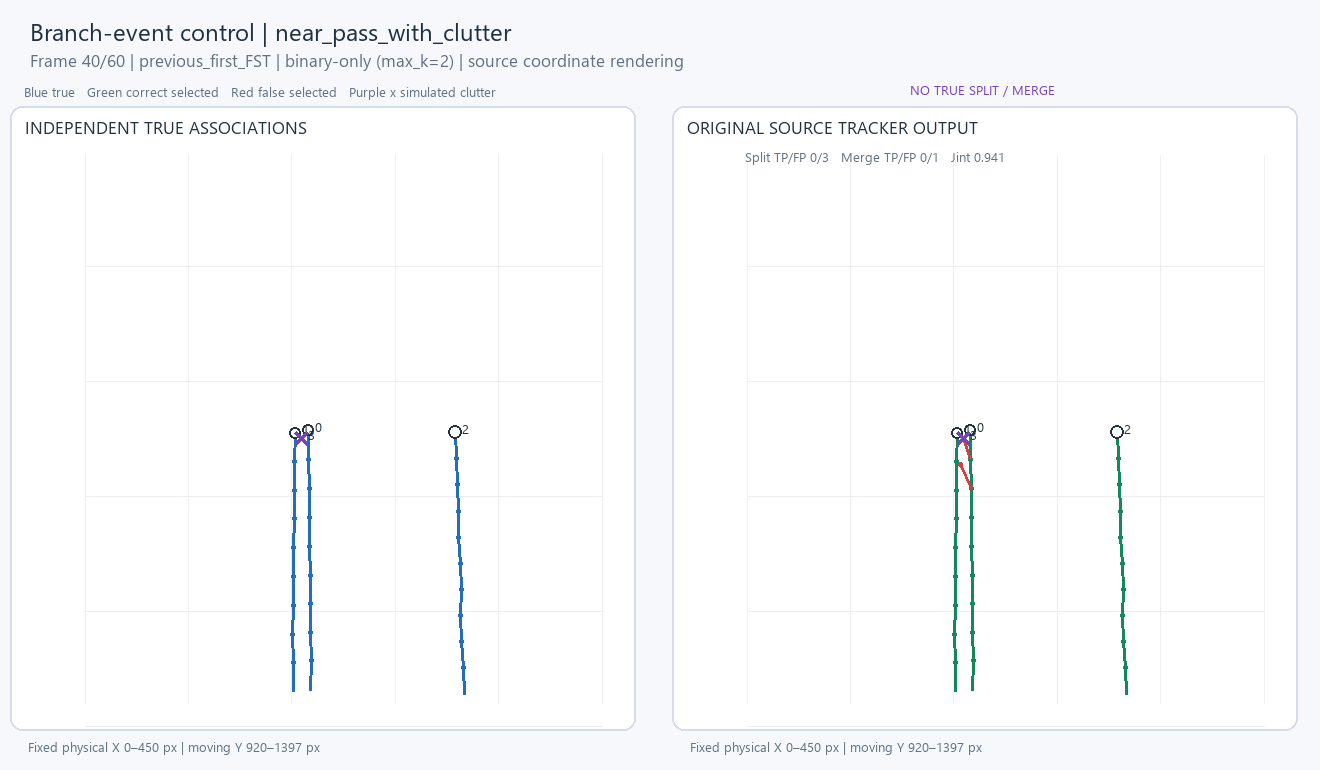 Branch-event control | near_pass_with_clutter
Frame 40/60 | previous_first_FST | binary-only (max_k=2) | source coordinate rendering
Blue true Green correct selected Red false selected Purple x simulated clutter
NO TRUE SPLIT / MERGE
INDEPENDENT TRUE ASSOCIATIONS
0
2
Fixed physical X 0–450 px | moving Y 920–1397 px
ORIGINAL SOURCE TRACKER OUTPUT
Split TP/FP 0/3 Merge TP/FP 0/1 Jint 0.941
0
2
Fixed physical X 0–450 px | moving Y 920–1397 px